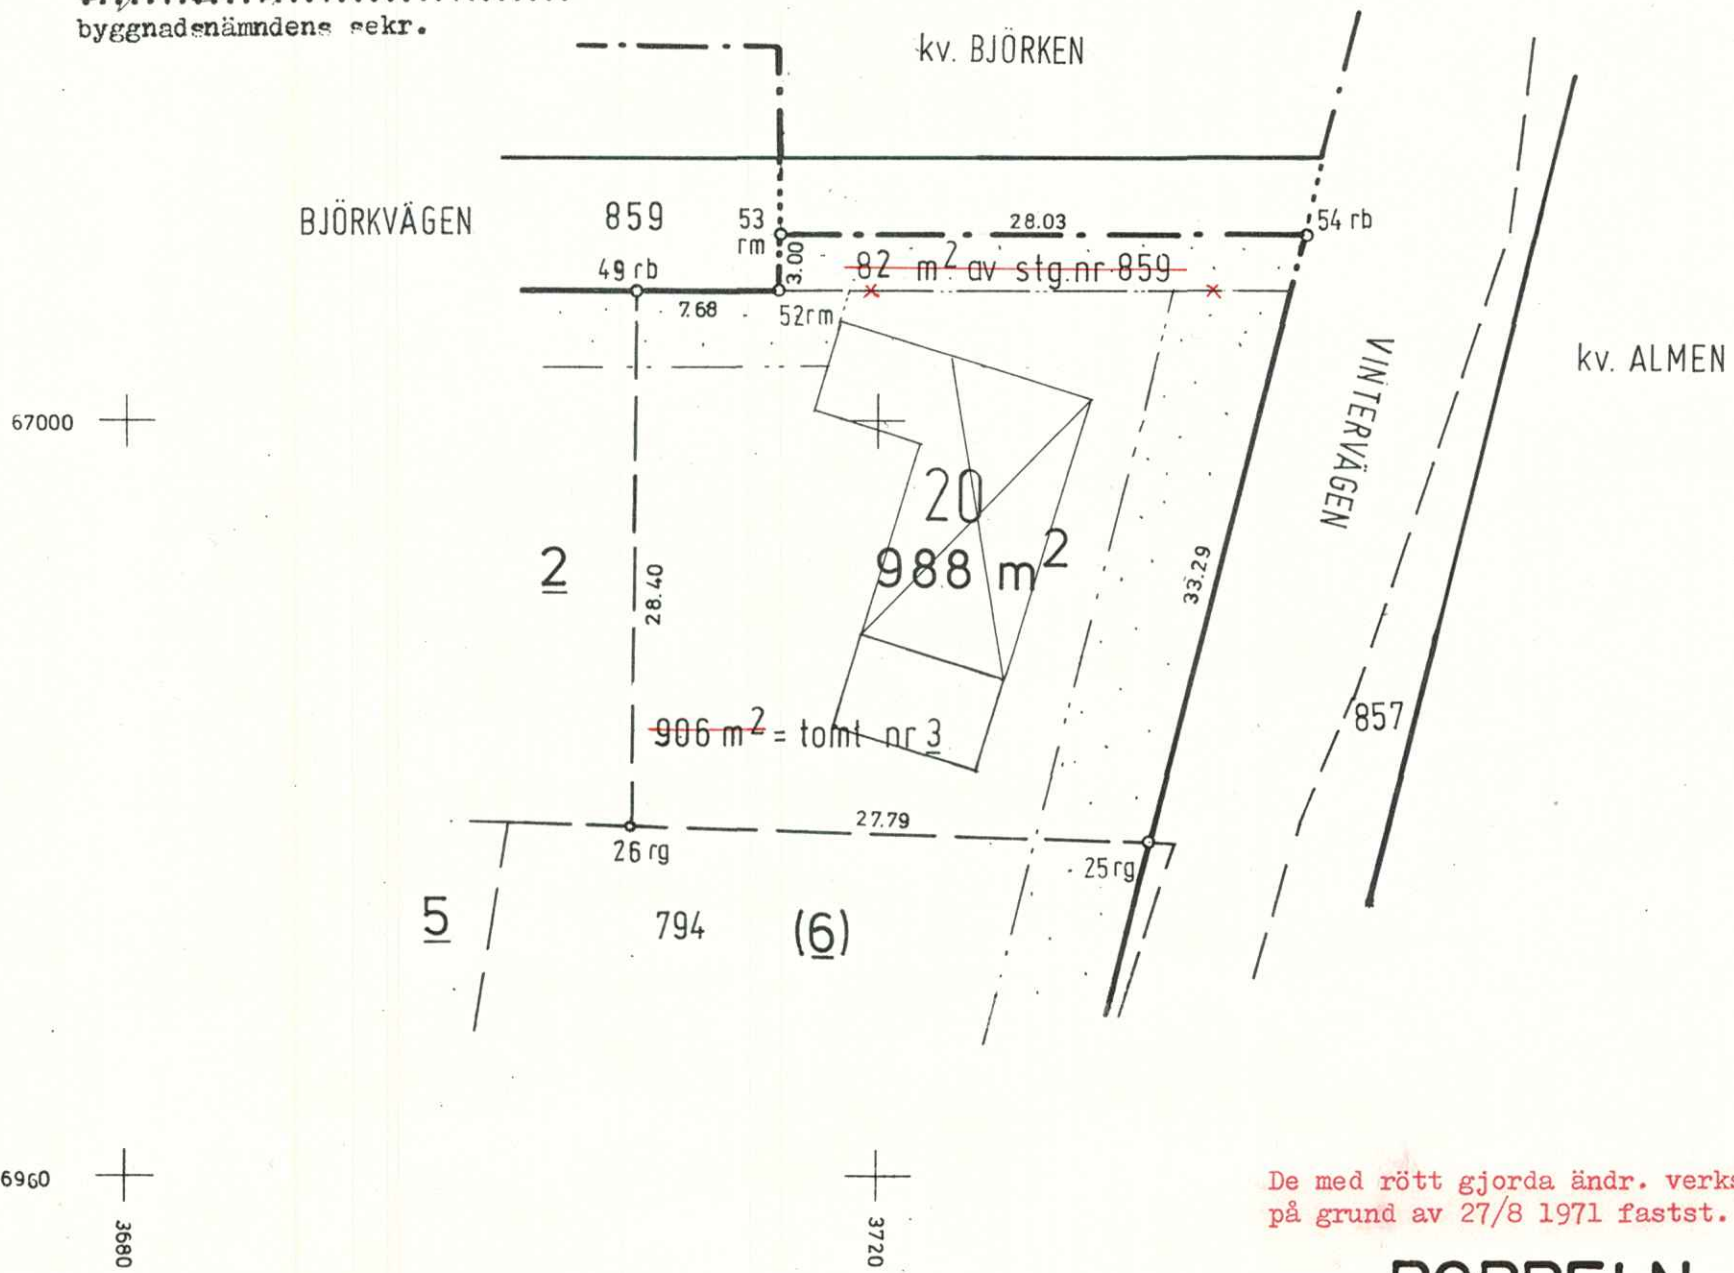 byggnadsnämndens sekr.
kv. BJÖRKEN
BJÖRKVÄGEN
859
53
rm
28.03
54 rb
3.00
82 m² av stg.nr 859
49 rb
7.68
52rm
VINTERVÄGEN
kv. ALMEN
67000
20
988 m²
2
28.40
33.29
906 m² = tomt nr 3
857
27.79
26 rg
25 rg
5
794
(6)
6960
3680
3720
De med rött gjorda ändr. verks
på grund av 27/8 1971 fastst.
POPPELN